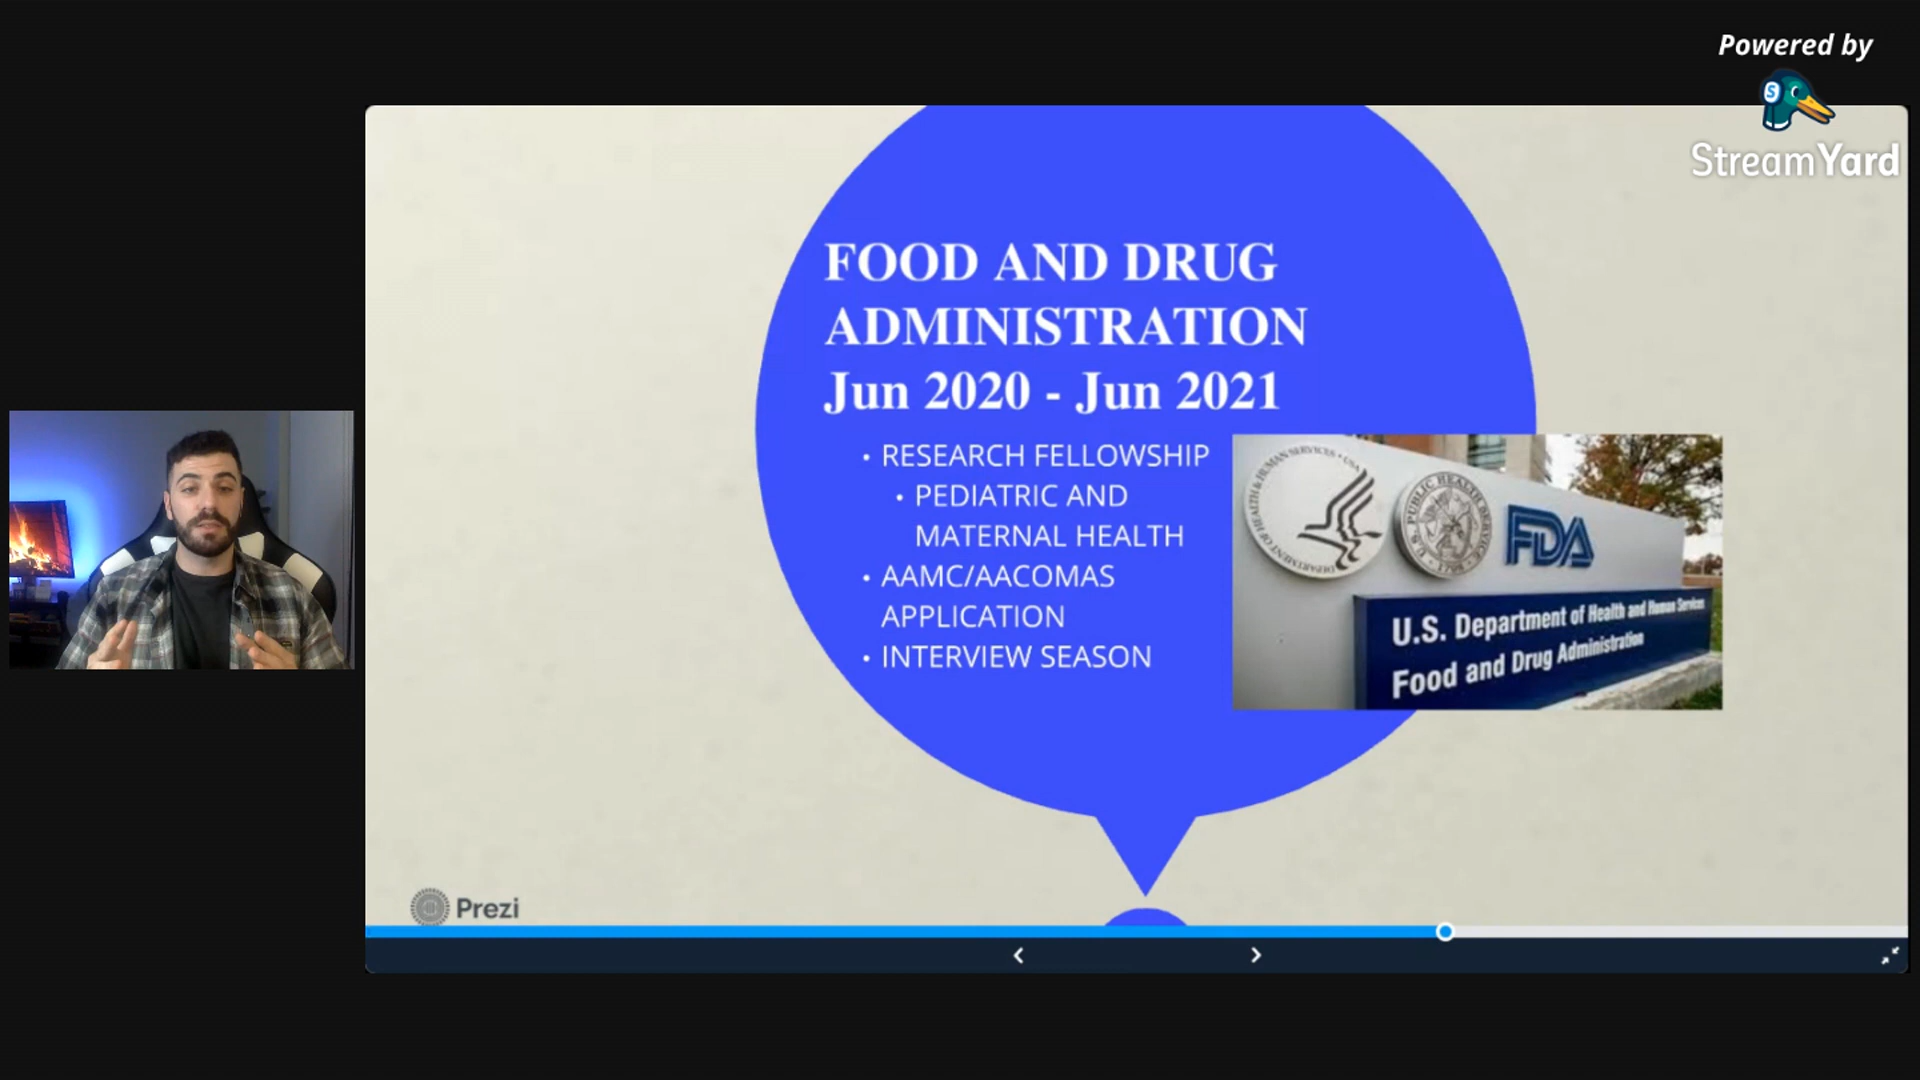 Powered by
S
StreamYard
FOOD AND DRUG
ADMINISTRATION
Jun 2020 - Jun 2021
• RESEARCH FELLOWSHIP
• PEDIATRIC AND
MATERNAL HEALTH
• AAMC/AACOMAS
APPLICATION
• INTERVIEW SEASON
FDA
U.S. Department of Health and Human Services
Food and Drug Administration
Prezi